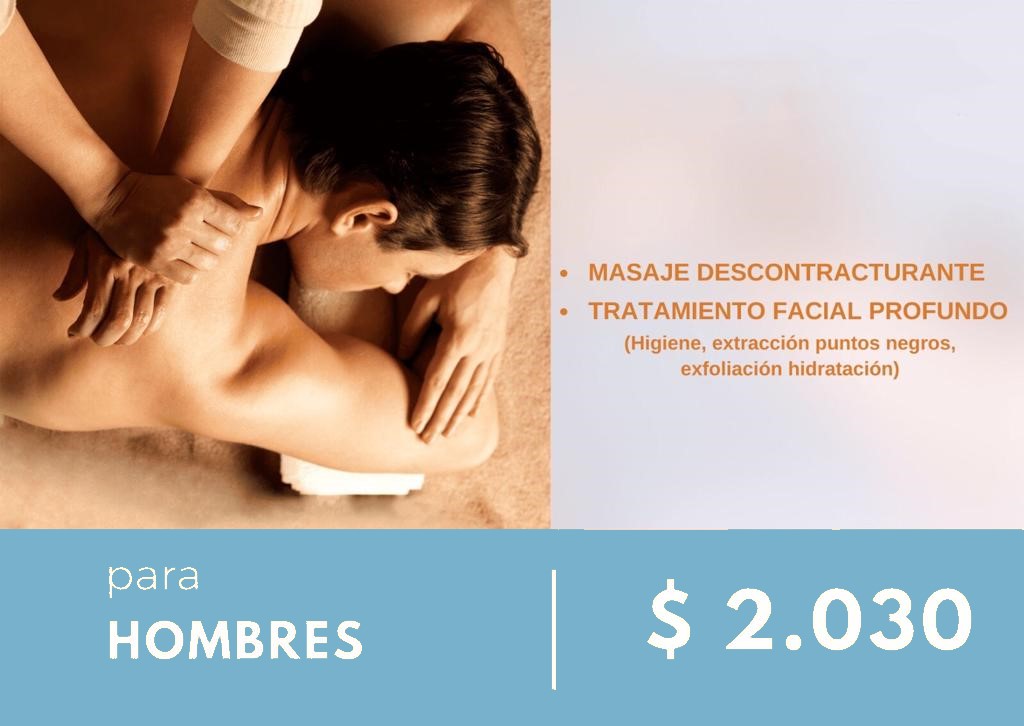 • MASAJE DESCONTRACTURANTE
• TRATAMIENTO FACIAL PROFUNDO
(Higiene, extracción puntos negros,
exfoliación hidratación)
para
HOMBRES
$ 2.030